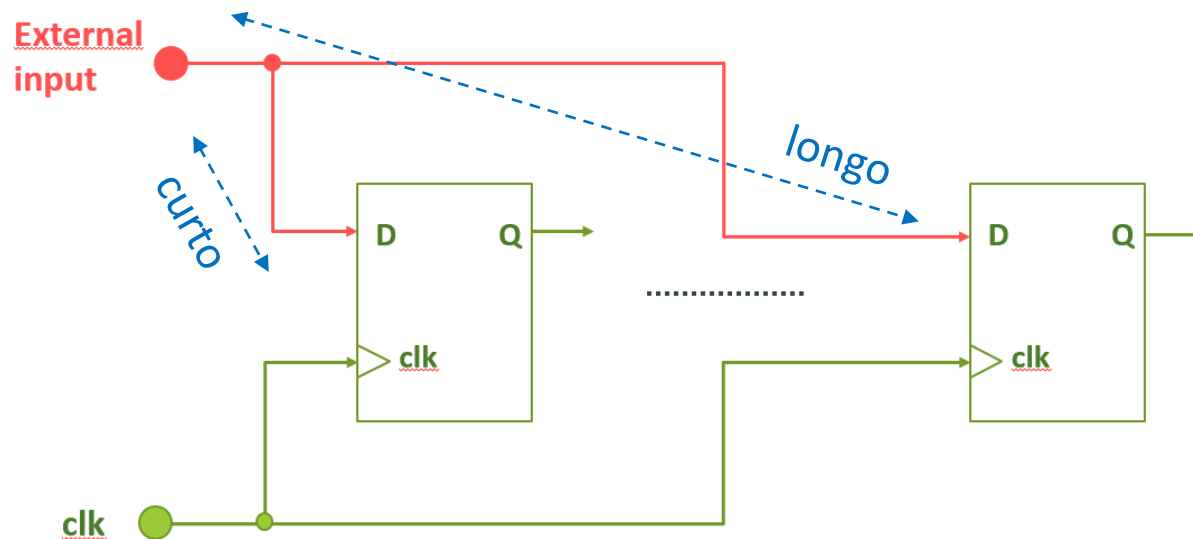 External
input
longo
curto
D
Q
D
Q
clk
clk
clk